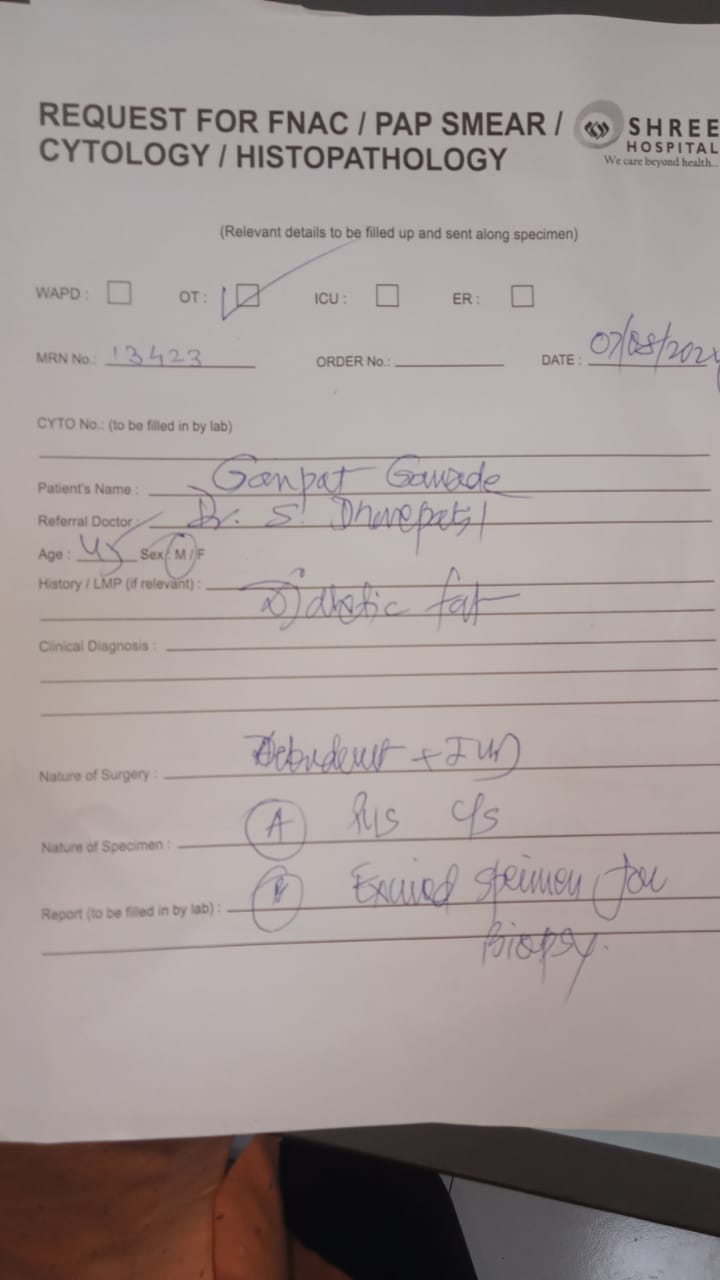 REQUEST FOR FNAC / PAP SMEAR /
CYTOLOGY / HISTOPATHOLOGY
SHREE
HOSPITAL
We care beyond health...
(Relevant details to be filled up and sent along specimen)
WAPD : OT : ICU : ER :
MRN No.: 13423 ORDER No.: DATE : 07/08/202
CYTO No.: (to be filled in by lab)
Patient's Name : Ganpat Gawade
Referral Doctor : Dr. S.
Age : 45 Sex : M / F
History / LMP (if relevant) :
Diabetic
Clinical Diagnosis :
Nature of Surgery :
Nature of Specimen : A Pus C/s
Report (to be filled in by lab) : Excised Specimen for
Biopsy.